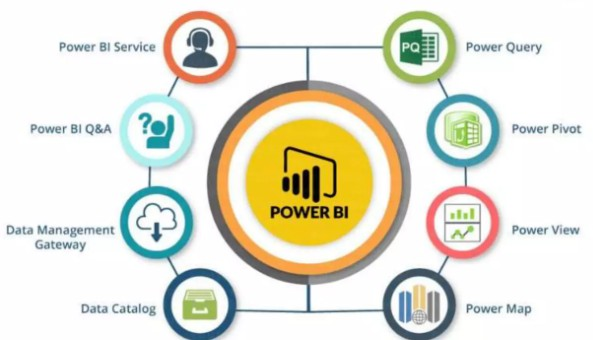 Power BI Service
PQ
Power Query
Power BI Q&A
?
Power Pivot
POWER BI
Data Management
Gateway
Power View
Data Catalog
Power Map